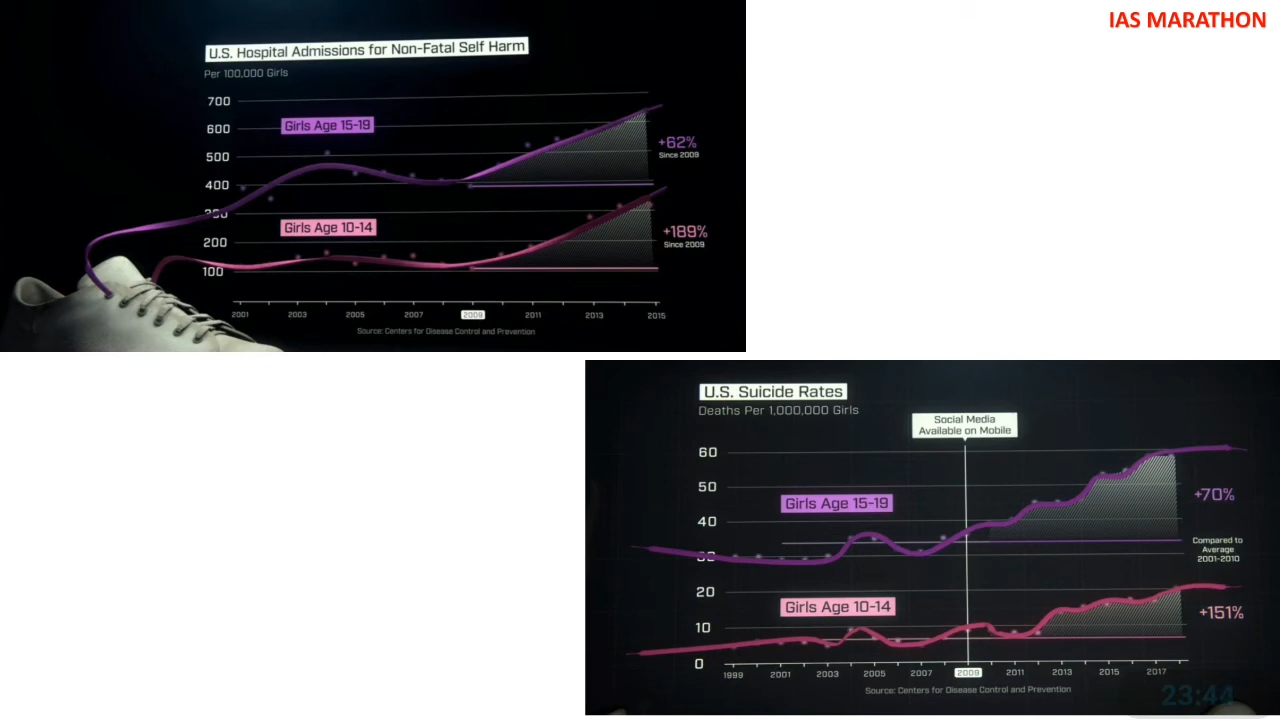 IAS MARATHON
U.S. Hospital Admissions for Non-Fatal Self Harm
Per 100,000 Girls
700
600
500
400
300
200
100
Girls Age 15-19
+62%
Since 2009
Girls Age 10-14
+189%
Since 2009
2001 2003 2005 2007 2009 2011 2013 2015
Source: Centers for Disease Control and Prevention
U.S. Suicide Rates
Deaths Per 1,000,000 Girls
Social Media
Available on Mobile
60
50
40
30
20
10
0
Girls Age 15-19
+70%
Compared to
Average
2001-2010
Girls Age 10-14
+151%
1999 2001 2003 2005 2007 2009 2011 2013 2015 2017
Source: Centers for Disease Control and Prevention
23:44